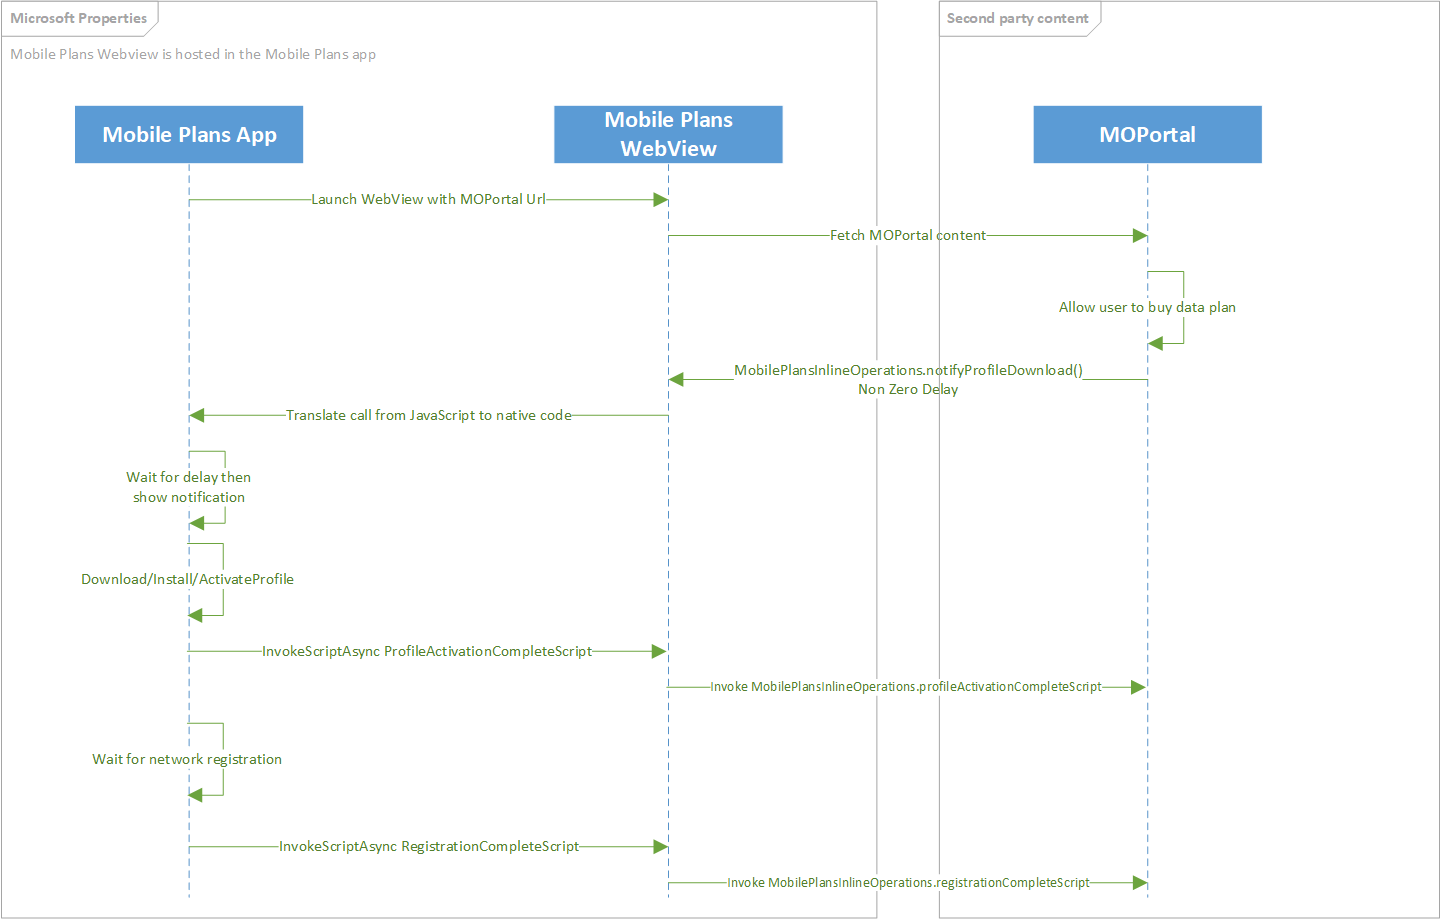 Microsoft Properties
Second party content
Mobile Plans Webview is hosted in the Mobile Plans app
Mobile Plans App
Mobile Plans
WebView
MOPortal
Launch WebView with MOPortal Url
Fetch MOPortal content
Allow user to buy data plan
MobilePlansInlineOperations.notifyProfileDownload()
Non Zero Delay
Translate call from JavaScript to native code
Wait for delay then
show notification
Download/Install/ActivateProfile
InvokeScriptAsync ProfileActivationCompleteScript
Invoke MobilePlansInlineOperations.profileActivationCompleteScript
Wait for network registration
InvokeScriptAsync RegistrationCompleteScript
Invoke MobilePlansInlineOperations.registrationCompleteScript